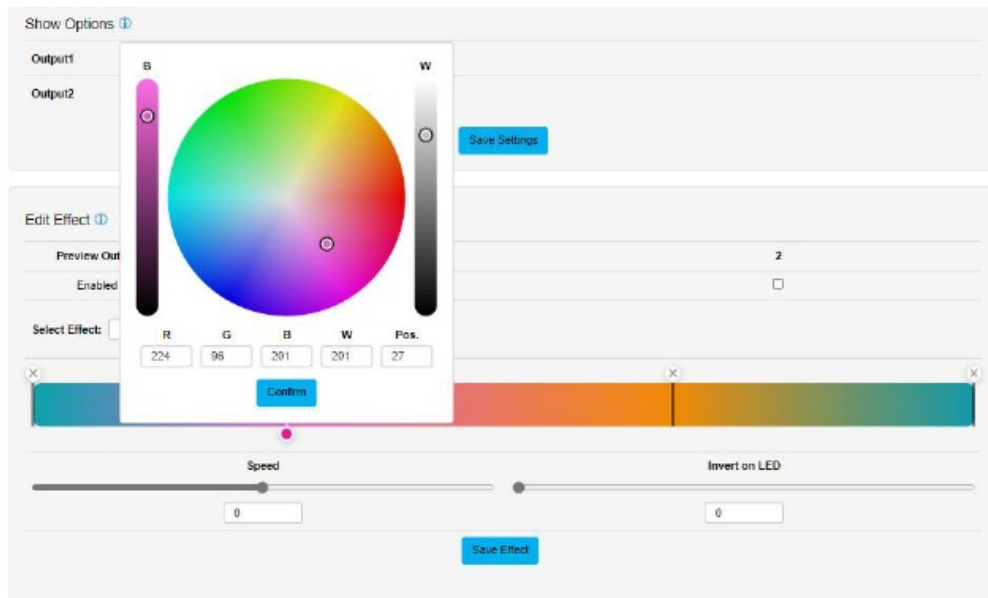 Show Options
Output1
B W
Output2
Save Settings
Edit Effect
Preview Out 2
Enabled
Select Effect:
R G B W Pos.
224 96 201 201 27
Confirm
Speed Invert on LED
0 0
Save Effect